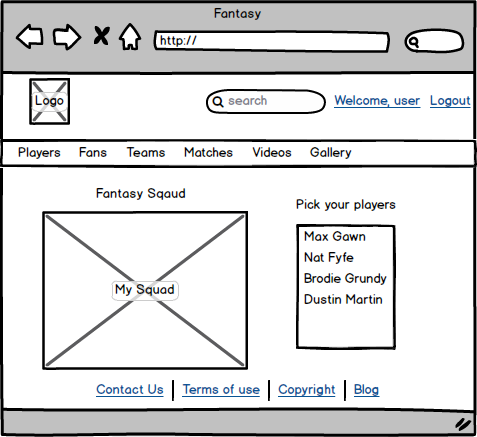 Fantasy
http://
Logo
search
Welcome, user Logout
Players Fans Teams Matches Videos Gallery
Fantasy Sqaud
My Squad
Pick your players
Max Gawn
Nat Fyfe
Brodie Grundy
Dustin Martin
Contact Us Terms of use Copyright Blog